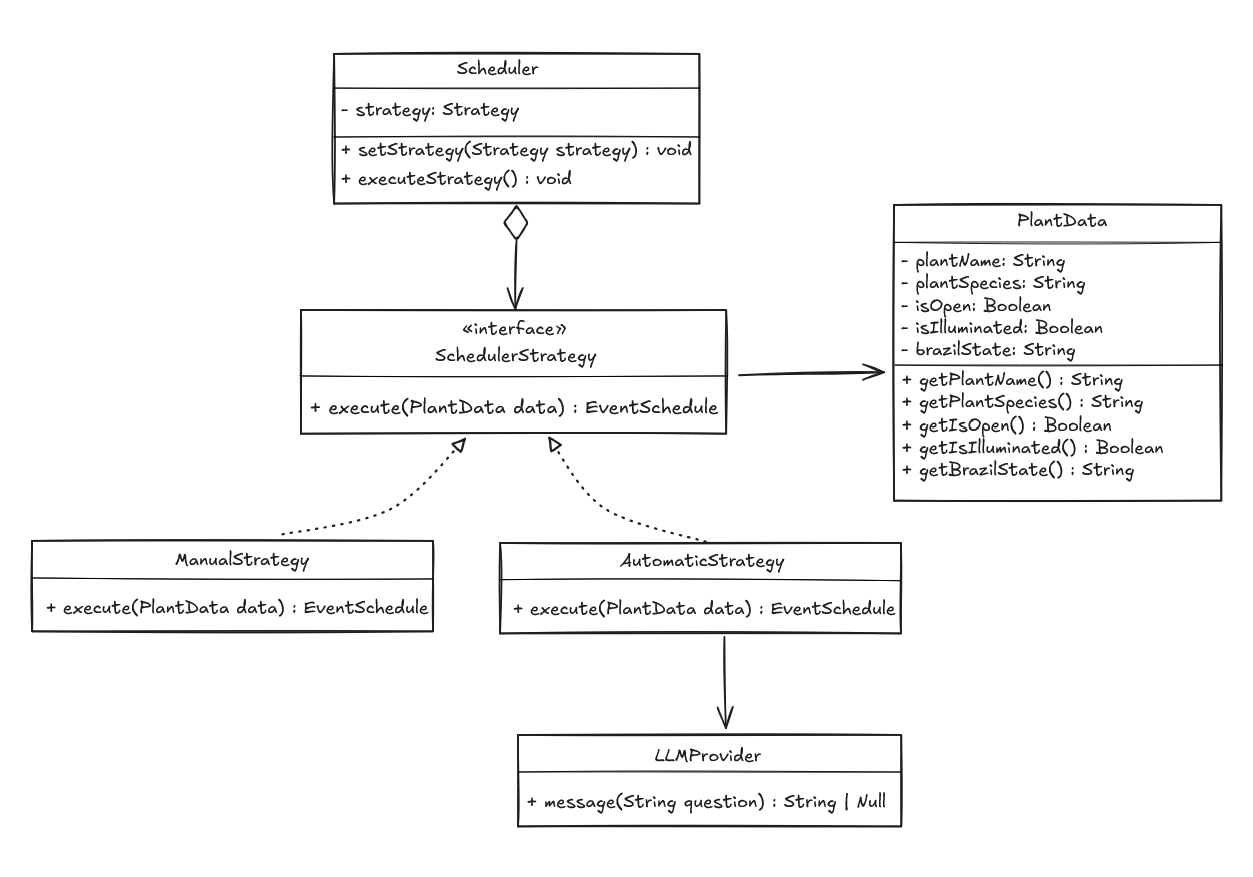 Scheduler
- strategy: Strategy
+ setStrategy(Strategy strategy) : void
+ executeStrategy() : void
PlantData
- plantName: String
- plantSpecies: String
- isOpen: Boolean
- isIlluminated: Boolean
- brazilState: String
+ getPlantName() : String
+ getPlantSpecies() : String
+ getIsOpen() : Boolean
+ getIsIlluminated() : Boolean
+ getBrazilState() : String
«interface»
SchedulerStrategy
+ execute(PlantData data) : EventSchedule
ManualStrategy
+ execute(PlantData data) : EventSchedule
AutomaticStrategy
+ execute(PlantData data) : EventSchedule
LLMProvider
+ message(String question) : String | Null